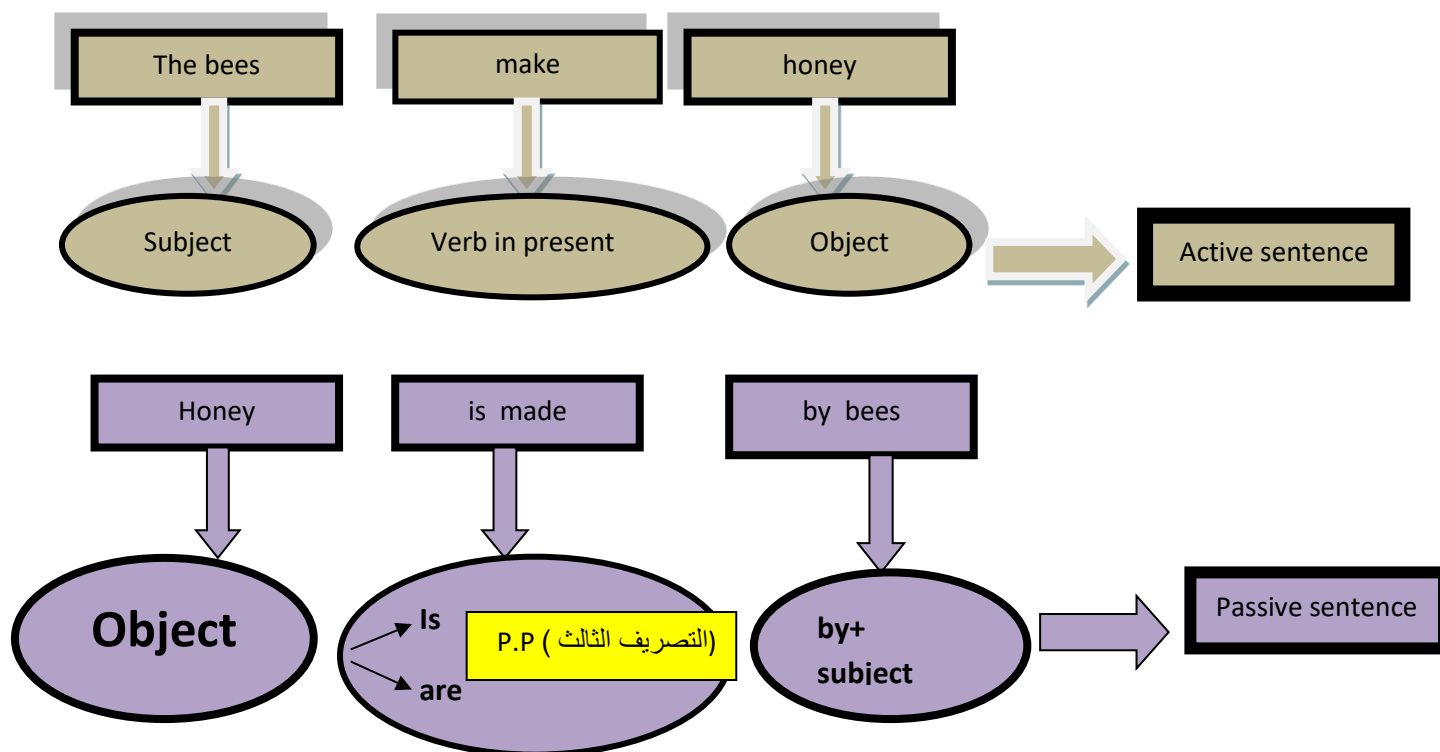 The bees
make
honey
Subject
Verb in present
Object
Active sentence
Honey
is made
by bees
Object
Is
are
P.P ( التصريف الثالث)
by+
subject
Passive sentence